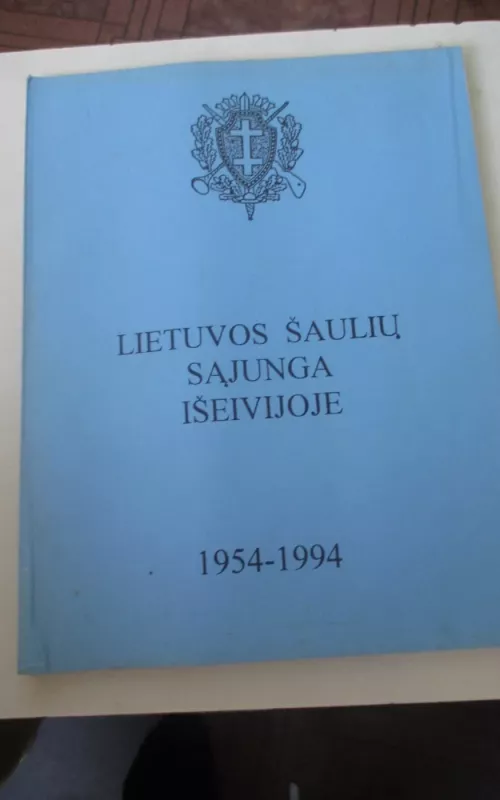 LIETUVOS ŠAULIŲ
SĄJUNGA
IŠEIVIJOJE
1954-1994